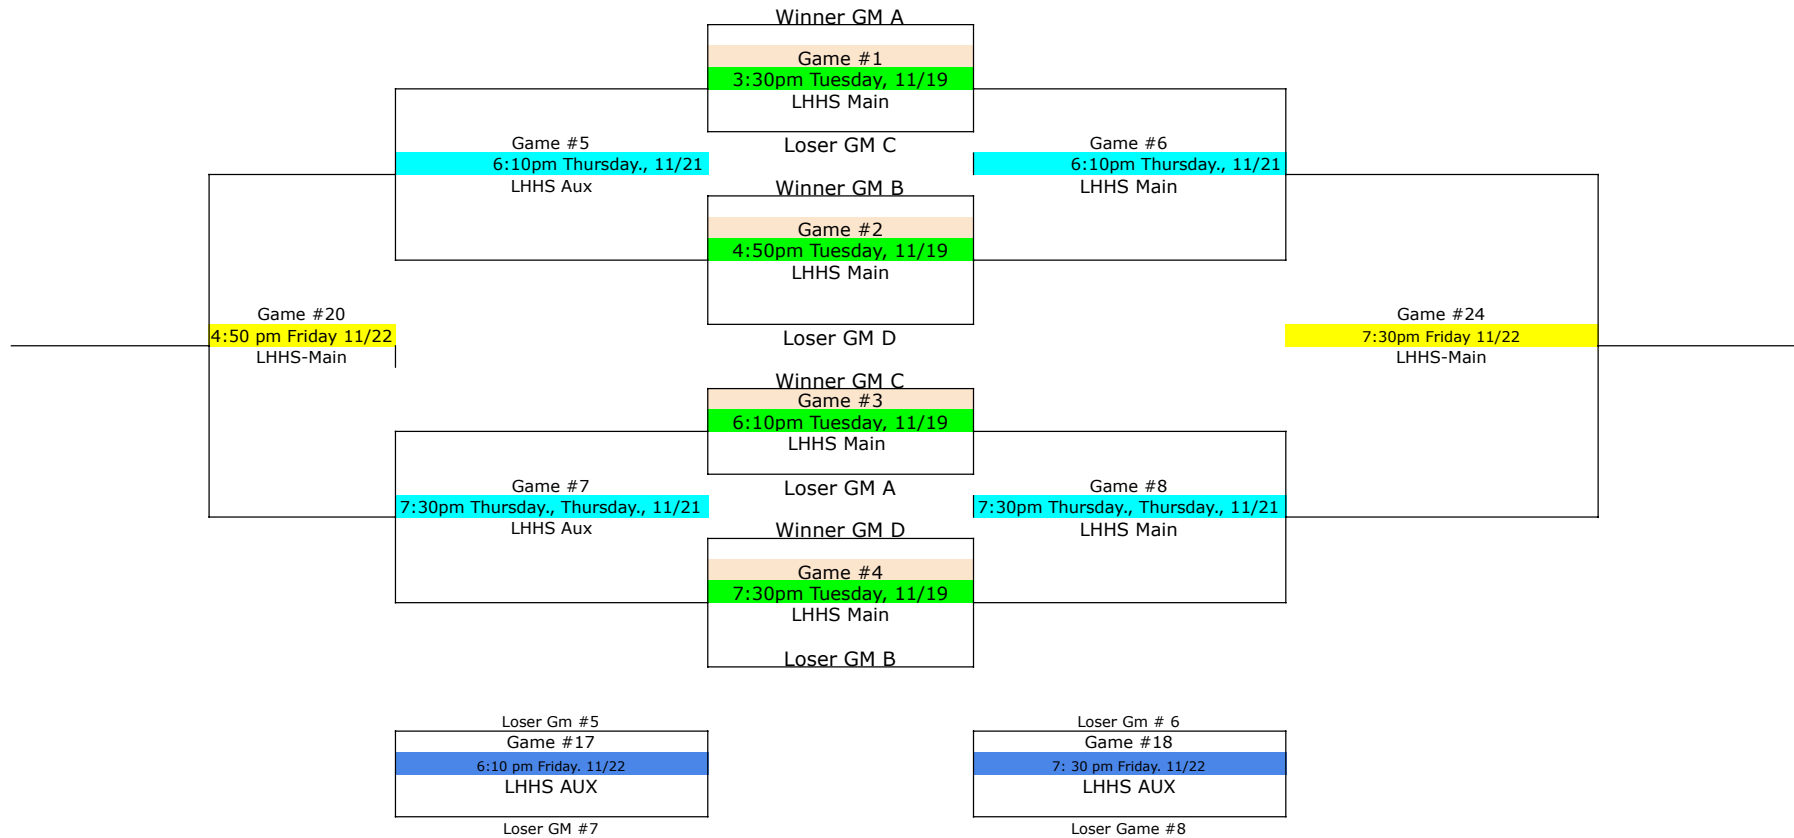 Winner GM A
Game #1
3:30pm Tuesday, 11/19
LHHS Main
Loser GM C
Game #5
6:10pm Thursday., 11/21
LHHS Aux
Game #6
6:10pm Thursday., 11/21
LHHS Main
Winner GM B
Game #2
4:50pm Tuesday, 11/19
LHHS Main
Loser GM D
Game #20
4:50 pm Friday 11/22
LHHS-Main
Game #24
7:30pm Friday 11/22
LHHS-Main
Winner GM C
Game #3
6:10pm Tuesday, 11/19
LHHS Main
Loser GM A
Game #7
7:30pm Thursday., Thursday., 11/21
LHHS Aux
Game #8
7:30pm Thursday., Thursday., 11/21
LHHS Main
Winner GM D
Game #4
7:30pm Tuesday, 11/19
LHHS Main
Loser GM B
Loser Gm #5
Game #17
6:10 pm Friday. 11/22
LHHS AUX
Loser GM #7
Loser Gm # 6
Game #18
7: 30 pm Friday. 11/22
LHHS AUX
Loser Game #8